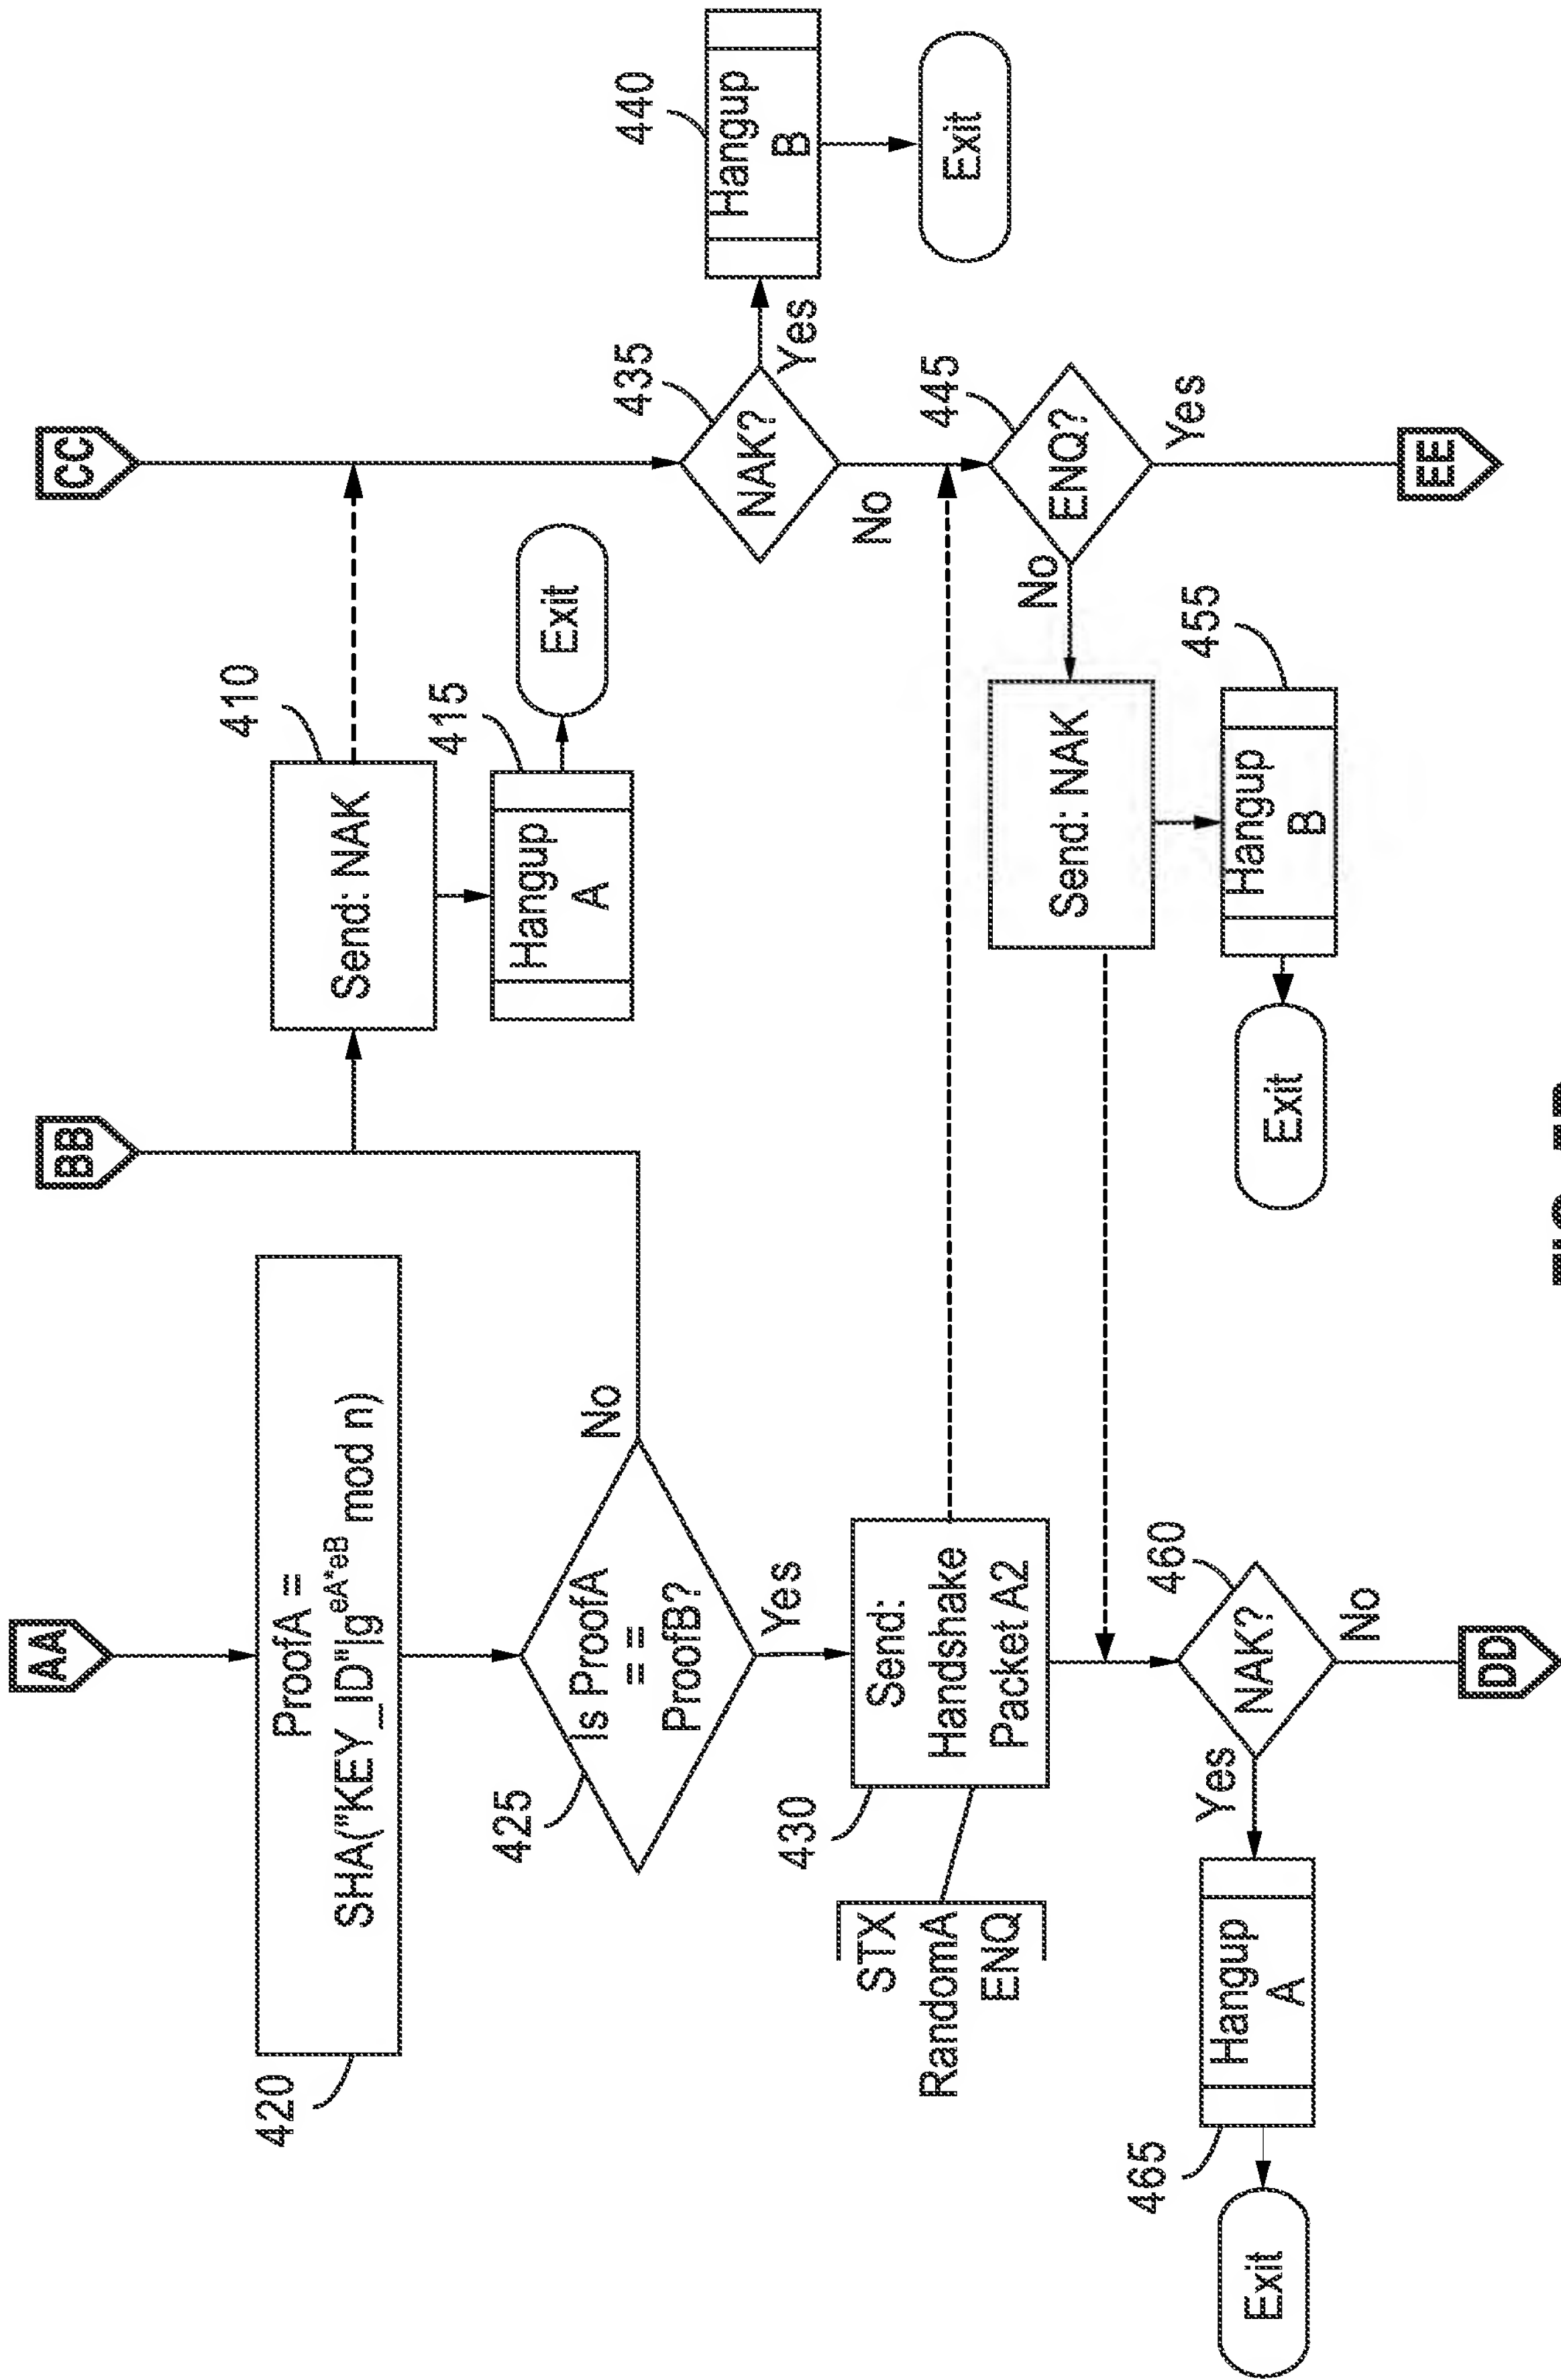 AA
BB
CC
ProofA =
SHA("KEY_ID"|g^eA*eB mod n)
420
Send: NAK
410
Hangup
A
415
Exit
Is ProofA
==
ProofB?
425
No
Yes
NAK?
435
Yes
No
Hangup
B
440
Exit
Send:
Handshake
Packet A2
430
STX
RandomA
ENQ
ENQ?
445
No
Yes
Send: NAK
Hangup
B
455
Exit
NAK?
460
Yes
No
Hangup
A
465
Exit
DD
EE